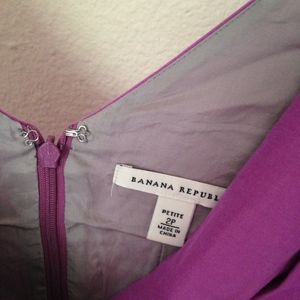 BANANA REPUBL
PETITE
2P
MADE IN
CHINA